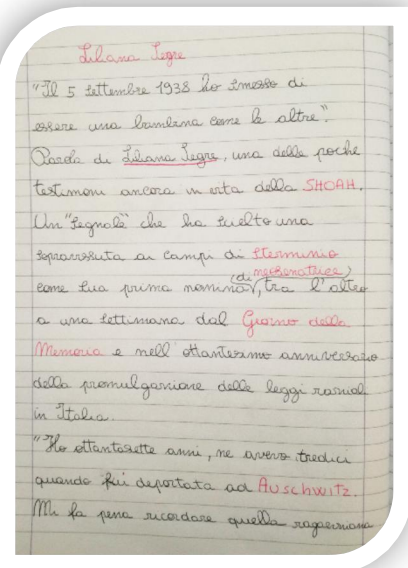 Liliana Segre
"Il 5 settembre 1938 ho smesso di
essere una bambina come le altre".
Parola di Liliana Segre, una delle poche
testimoni ancora in vita della SHOAH.
Un "segnale" che ha scelto una
sopravvissuta ai campi di sterminio
come sua prima nomina (di neosenatrice), tra l'altro
a una settimana dal Giorno della
Memoria e nell'ottantesimo anniversario
della promulgazione delle leggi razziali
in Italia.
"Ho ottantasette anni, ne avevo tredici
quando fui deportata ad Auschwitz.
Mi fa pena ricordare quella ragazzina